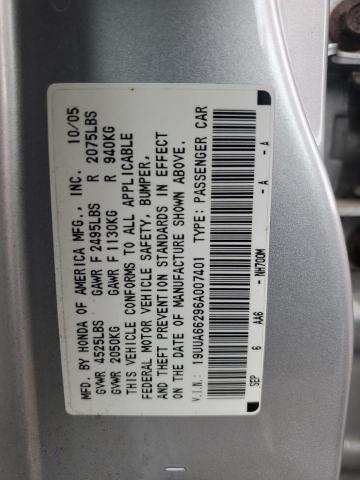 MFD. BY HONDA OF AMERICA MFG., INC. 10/05
GVWR 4525LBS GAWR F 2495LBS R 2075LBS
GVWR 2050KG GAWR F 1130KG R 940KG
THIS VEHICLE CONFORMS TO ALL APPLICABLE
FEDERAL MOTOR VEHICLE SAFETY, BUMPER,
AND THEFT PREVENTION STANDARDS IN EFFECT
ON THE DATE OF MANUFACTURE SHOWN ABOVE.
V.I.N.: 19UUA66296A007401 TYPE: PASSENGER CAR
SEP 6 AA6 -NH700M -A -A